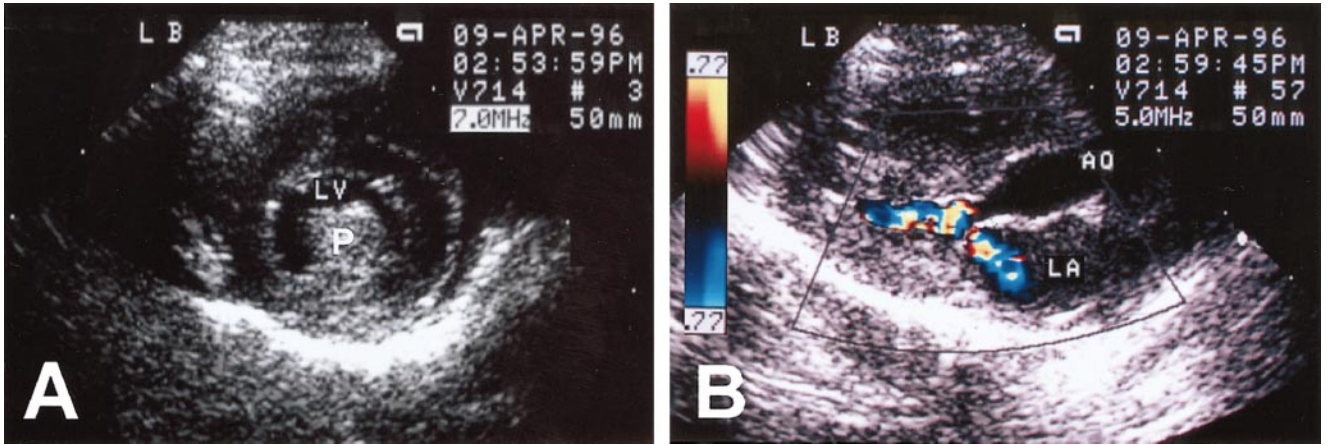 L B
09-APR-96
02:53:59PM
V714 # 3
7.0MHz 50mm
LV
P
A
L B
09-APR-96
02:59:45PM
V714 # 57
5.0MHz 50mm
.77
.77
AO
LA
B